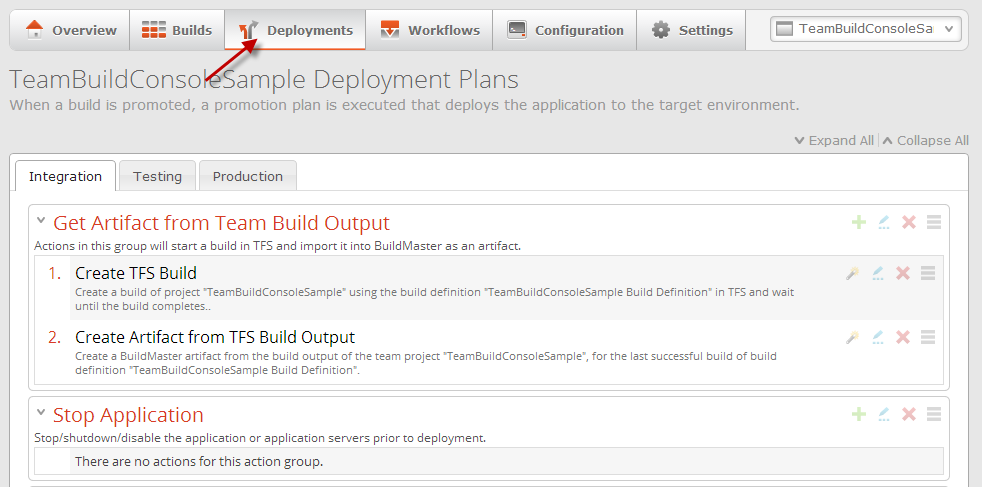 Overview Builds Deployments Workflows Configuration Settings TeamBuildConsoleSa
TeamBuildConsoleSample Deployment Plans
When a build is promoted, a promotion plan is executed that deploys the application to the target environment.
Expand All | Collapse All
Integration Testing Production
Get Artifact from Team Build Output
Actions in this group will start a build in TFS and import it into BuildMaster as an artifact.
1. Create TFS Build
Create a build of project "TeamBuildConsoleSample" using the build definition "TeamBuildConsoleSample Build Definition" in TFS and wait
until the build completes..
2. Create Artifact from TFS Build Output
Create a BuildMaster artifact from the build output of the team project "TeamBuildConsoleSample", for the last successful build of build
definition "TeamBuildConsoleSample Build Definition".
Stop Application
Stop/shutdown/disable the application or application servers prior to deployment.
There are no actions for this action group.